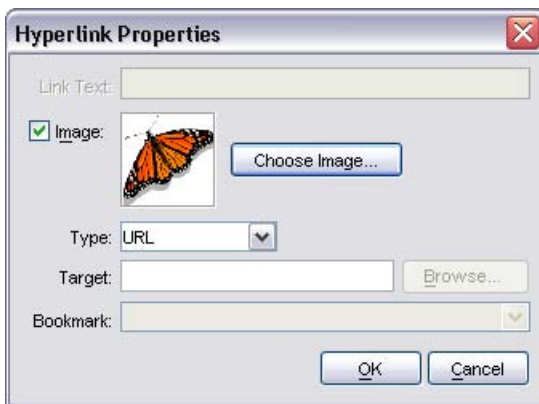 Hyperlink Properties
Link Text:
Image:
Choose Image...
Type: URL
Target: Browse...
Bookmark:
OK Cancel